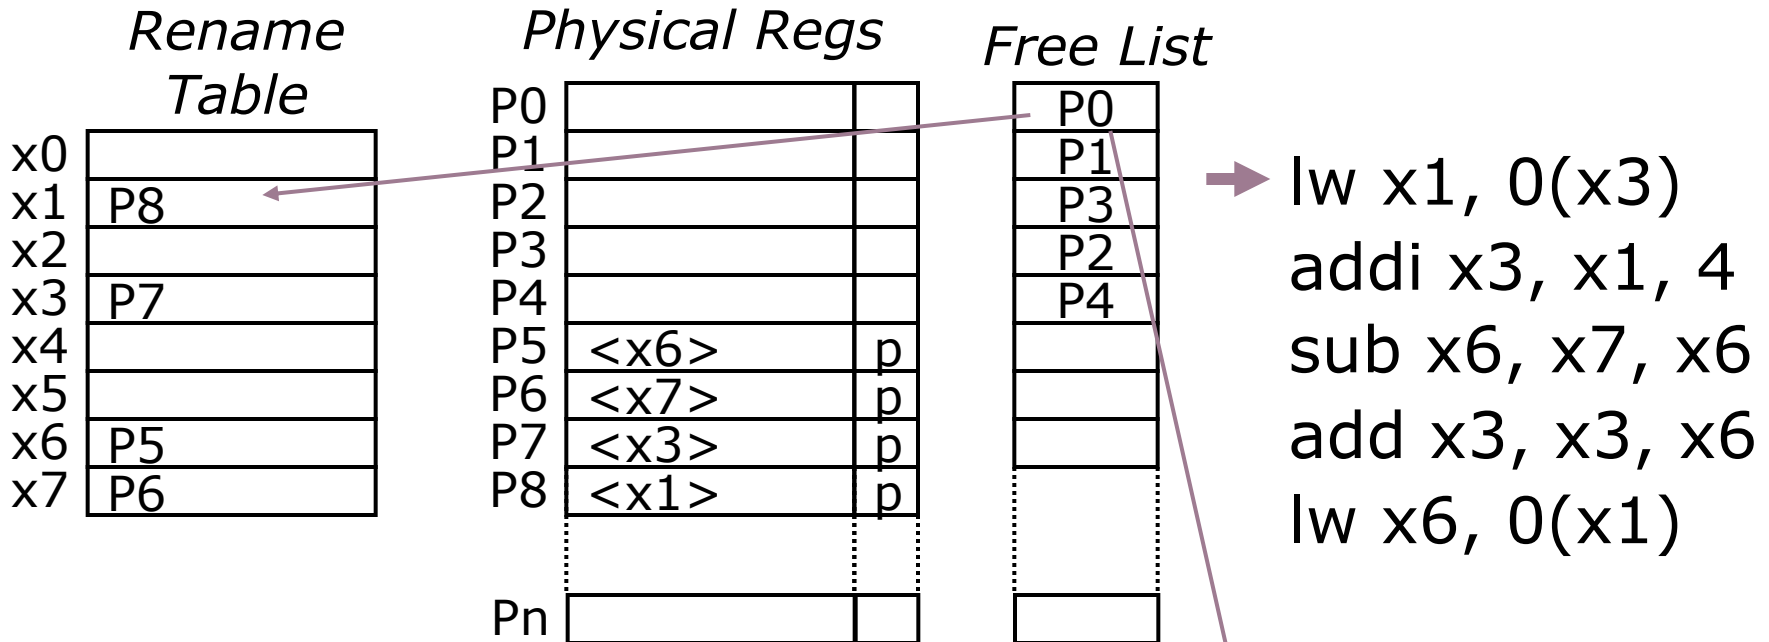 Rename
Table
x0
x1 P8
x2
x3 P7
x4
x5
x6 P5
x7 P6
Physical Regs
P0
P1
P2
P3
P4
P5 <x6> p
P6 <x7> p
P7 <x3> p
P8 <x1> p
Pn
Free List
P0
P1
P3
P2
P4
lw x1, 0(x3)
addi x3, x1, 4
sub x6, x7, x6
add x3, x3, x6
lw x6, 0(x1)